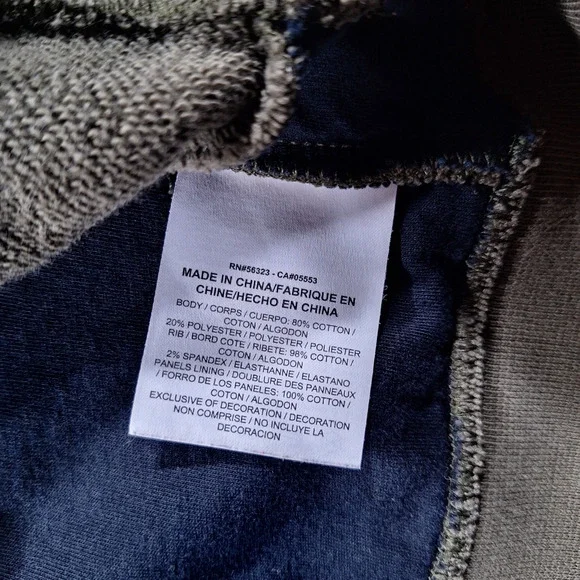 RN#56323 - CA#05553
MADE IN CHINA/FABRIQUE EN
CHINE/HECHO EN CHINA
BODY / CORPS / CUERPO: 80% COTTON /
COTON / ALGODON
20% POLYESTER / POLYESTER / POLIESTER
RIB / BORD COTE / RIBETE: 98% COTTON /
COTON / ALGODON
2% SPANDEX / ELASTHANNE / ELASTANO
PANELS LINING / DOUBLURE DES PANNEAUX
/ FORRO DE LOS PANELES: 100% COTTON /
COTON / ALGODON
EXCLUSIVE OF DECORATION / DECORATION
NON COMPRISE / NO INCLUYE LA
DECORACION